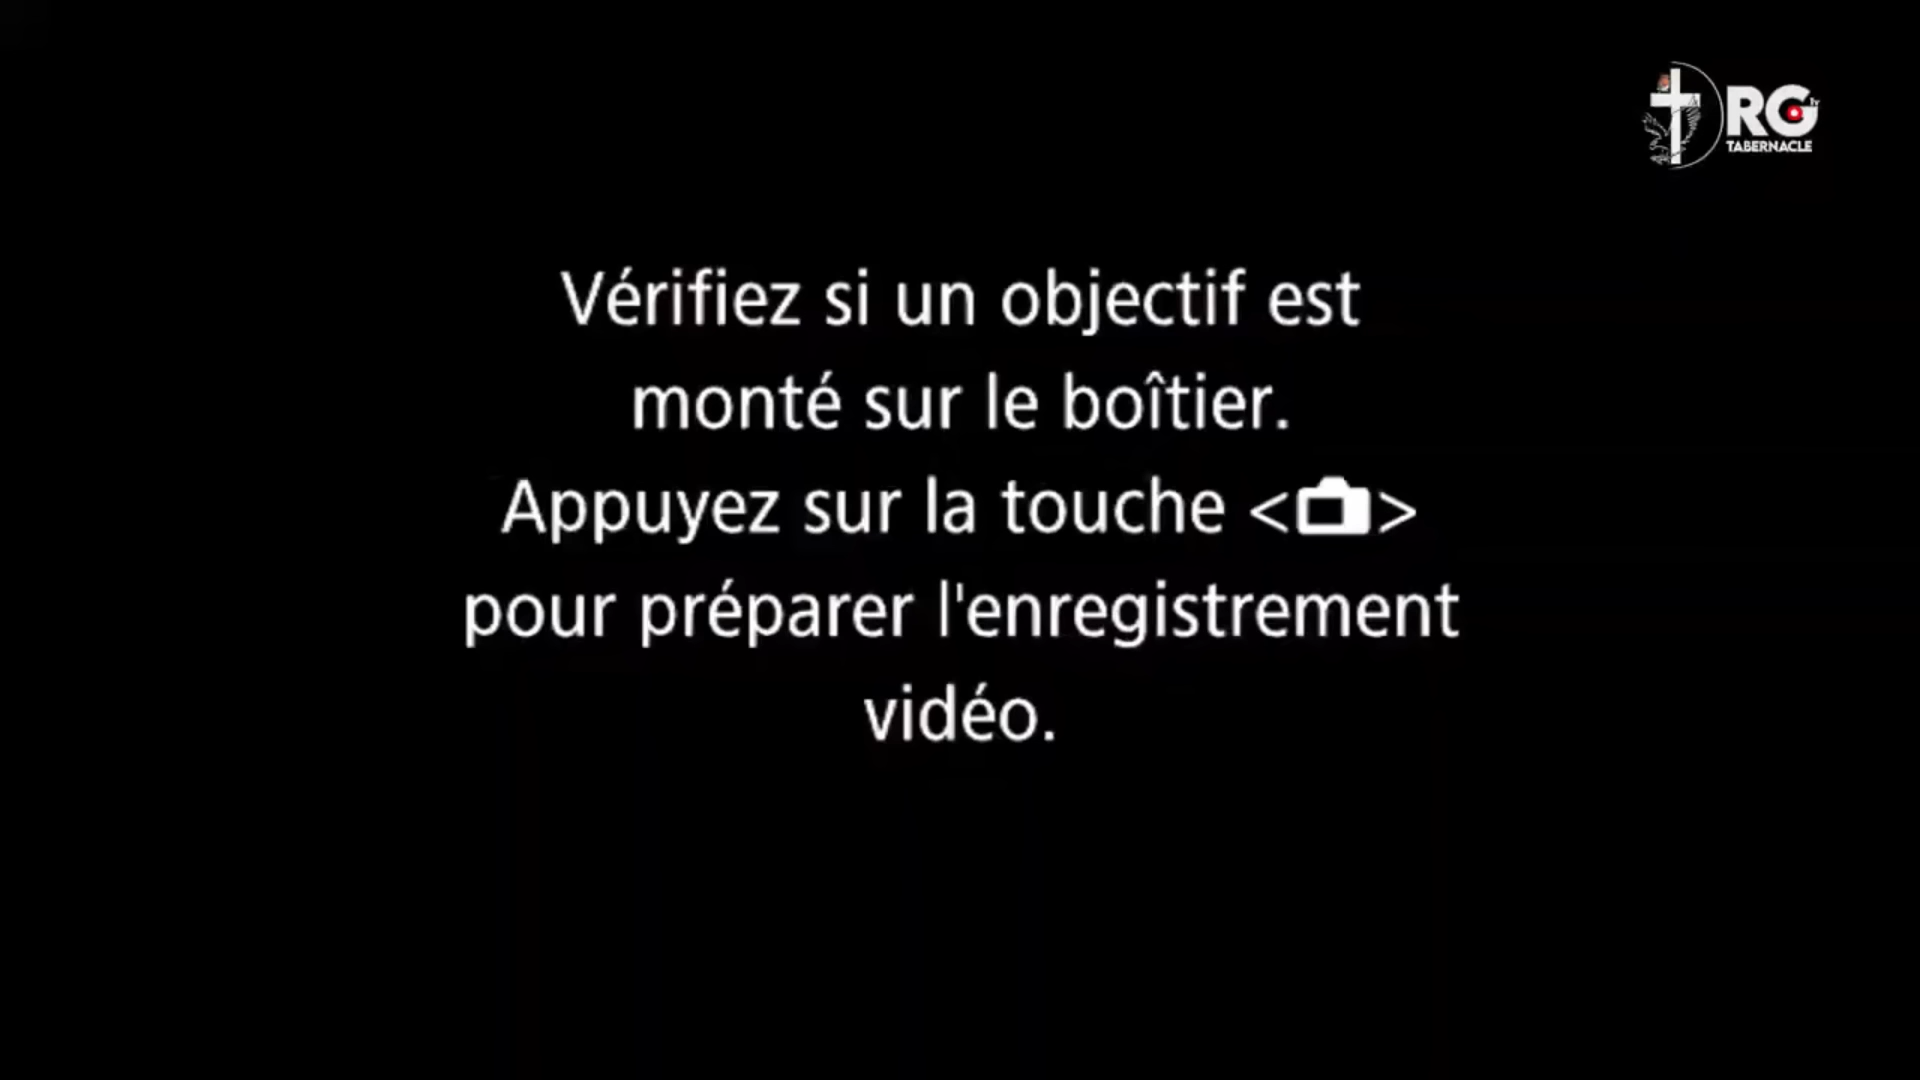 RG Tv
TABERNACLE
Vérifiez si un objectif est
monté sur le boîtier.
Appuyez sur la touche < >
pour préparer l'enregistrement
vidéo.